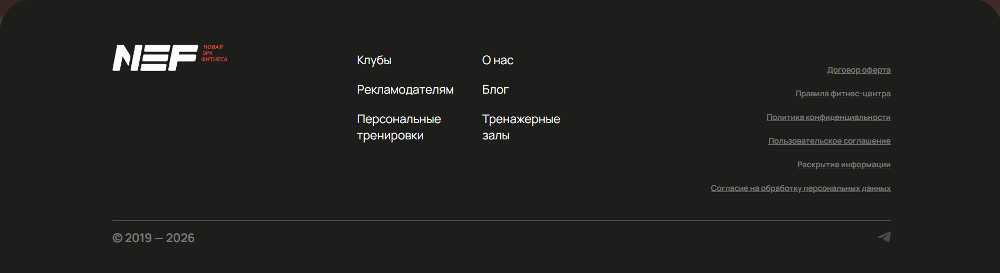 NEF
НОВАЯ
ЭРА
ФИТНЕСА
Клубы
Рекламодателям
Персональные
тренировки
О нас
Блог
Тренажерные
залы
Договор оферта
Правила фитнес-центра
Политика конфиденциальности
Пользовательское соглашение
Раскрытие информации
Согласие на обработку персональных данных
© 2019 — 2026